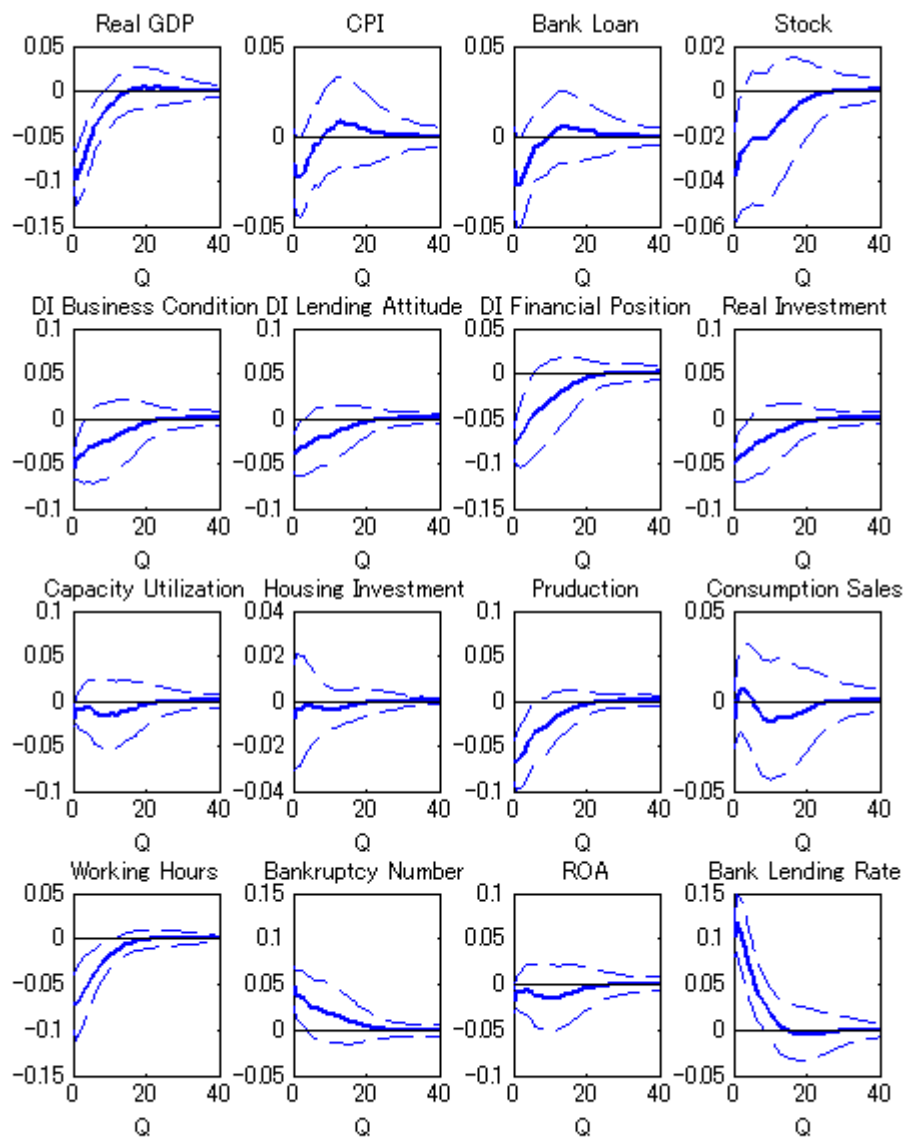 Real GDP CPI Bank Loan Stock
0.05 0.05 0.05 0.02
0 0
-0.05 0 0 -0.02
-0.1 -0.04
-0.15 -0.05 0.05 -0.06
0 20 40 0 20 40 0 20 40 0 20 40
Q Q Q Q
DI Business Condition DI Lending Attitude DI Financial Position Real Investment
0.1 0.1 0.05 0.1
0.05 0.05 0 0.05
0 0 -0.05 0
-0.05 -0.05 -0.1 -0.05
-0.1 -0.1 -0.15 -0.1
0 20 40 0 20 40 0 20 40 0 20 40
Q Q Q Q
Capacity Utilization Housing Investment Pruduction Consumption Sales
0.1 0.04 0.1 0.05
0.05 0.02 0.05
0 0 0 0
-0.05 -0.02 -0.05
-0.1 -0.04 -0.1 -0.05
0 20 40 0 20 40 0 20 40 0 20 40
Q Q Q Q
Working Hours Bankruptcy Number ROA Bank Lending Rate
0.05 0.15 0.1 0.15
0 0.1 0.05 0.1
-0.05 0.05 0 0.05
-0.1 0 -0.05 0
-0.15 -0.05 -0.1 -0.05
0 20 40 0 20 40 0 20 40 0 20 40
Q Q Q Q